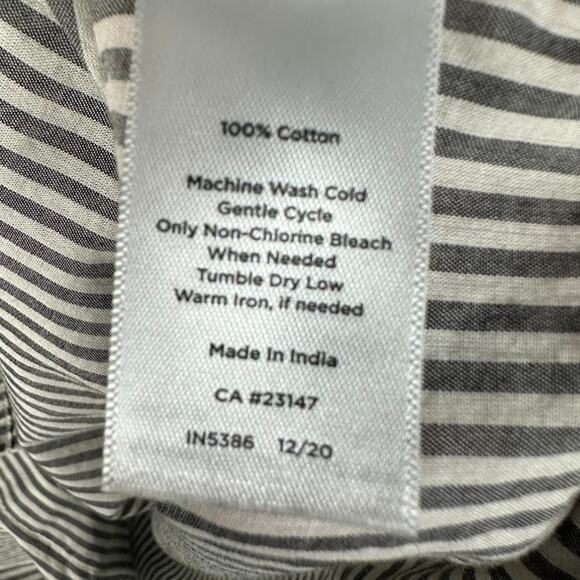 100% Cotton
Machine Wash Cold
Gentle Cycle
Only Non-Chlorine Bleach
When Needed
Tumble Dry Low
Warm Iron, if needed
Made In India
CA #23147
IN5386 12/20